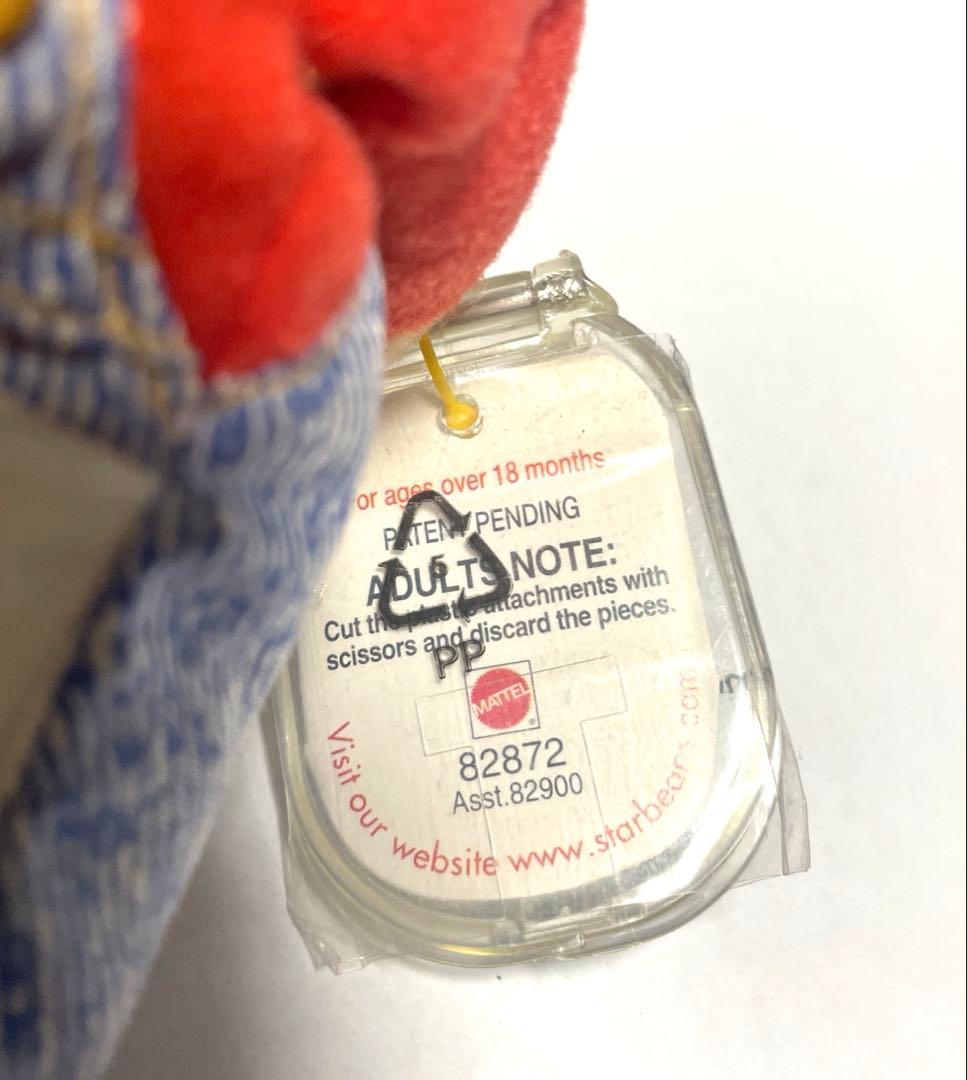 or ages over 18 months
PATENT PENDING
ADULTS NOTE:
Cut the plastic attachments with
scissors and discard the pieces.
5
PP
MATTEL
®
82872
Asst.82900
Visit our website www.starbeans.com